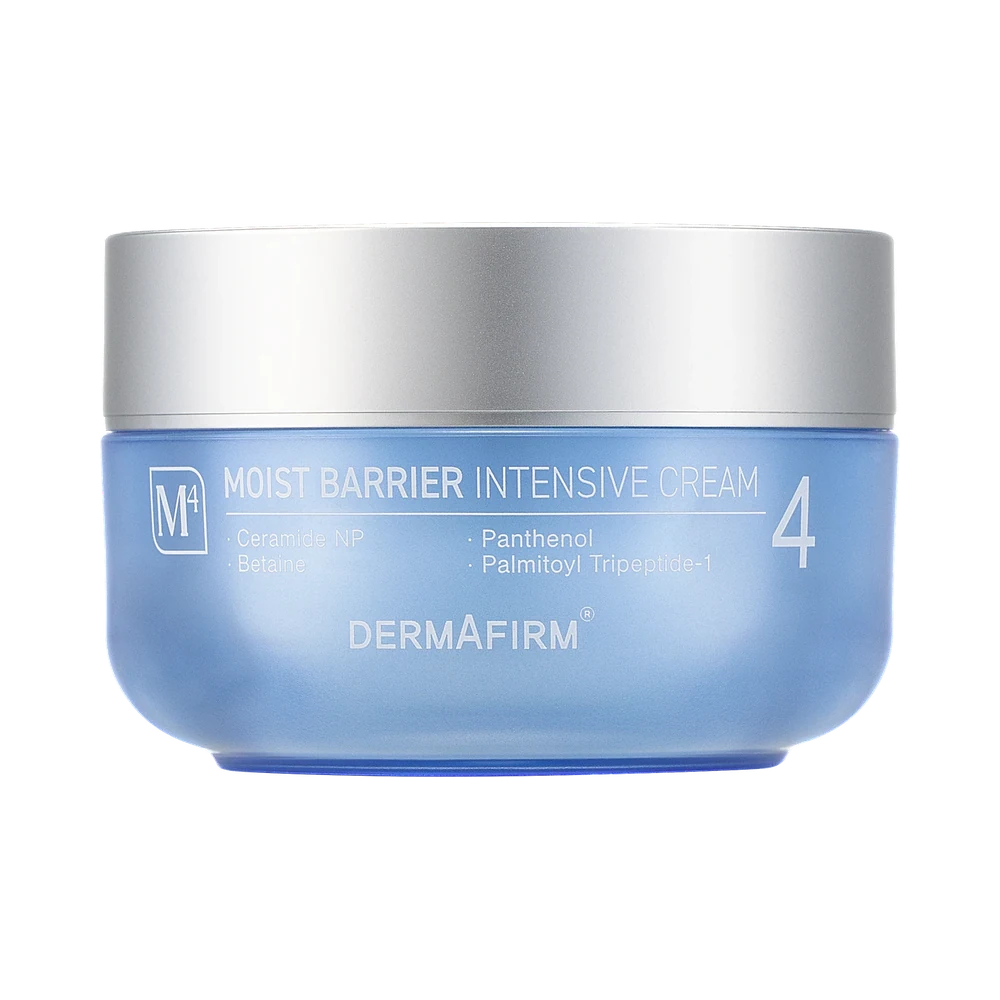 M4
MOIST BARRIER INTENSIVE CREAM 4
· Ceramide NP
· Betaine
· Panthenol
· Palmitoyl Tripeptide-1
DERMAFIRM®